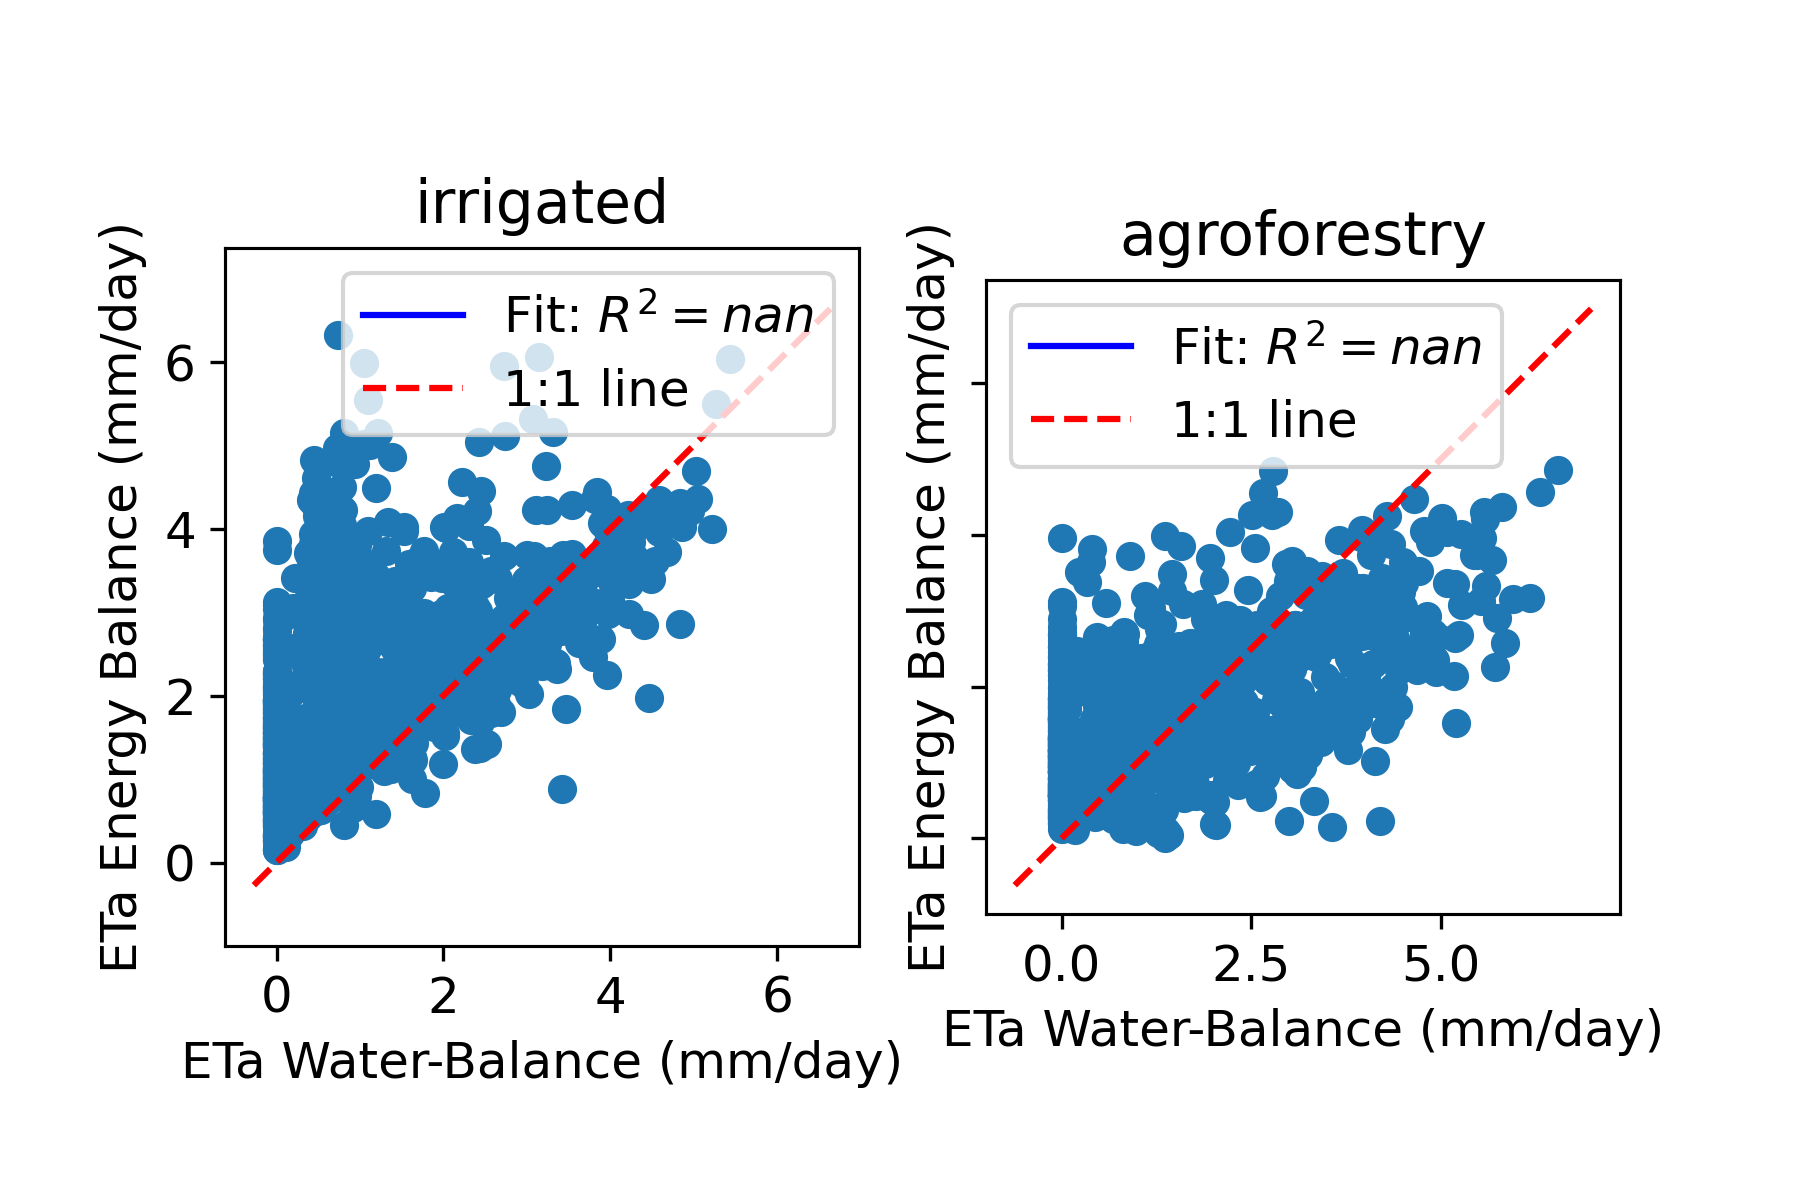 irrigated
ETa Energy Balance (mm/day)
Fit: R² = nan
1:1 line
6
4
2
0
0 2 4 6
ETa Water-Balance (mm/day)
agroforestry
ETa Energy Balance (mm/day)
Fit: R² = nan
1:1 line
0.0 2.5 5.0
ETa Water-Balance (mm/day)